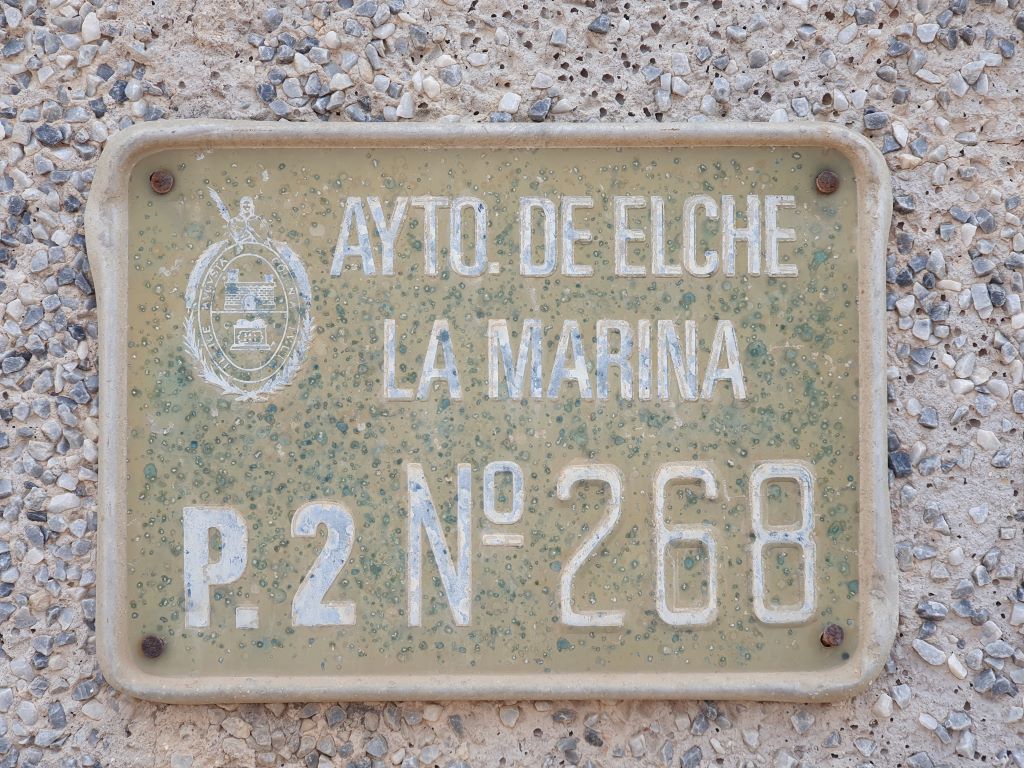 AYTO. DE ELCHE
LA MARINA
P. 2 Nº 268